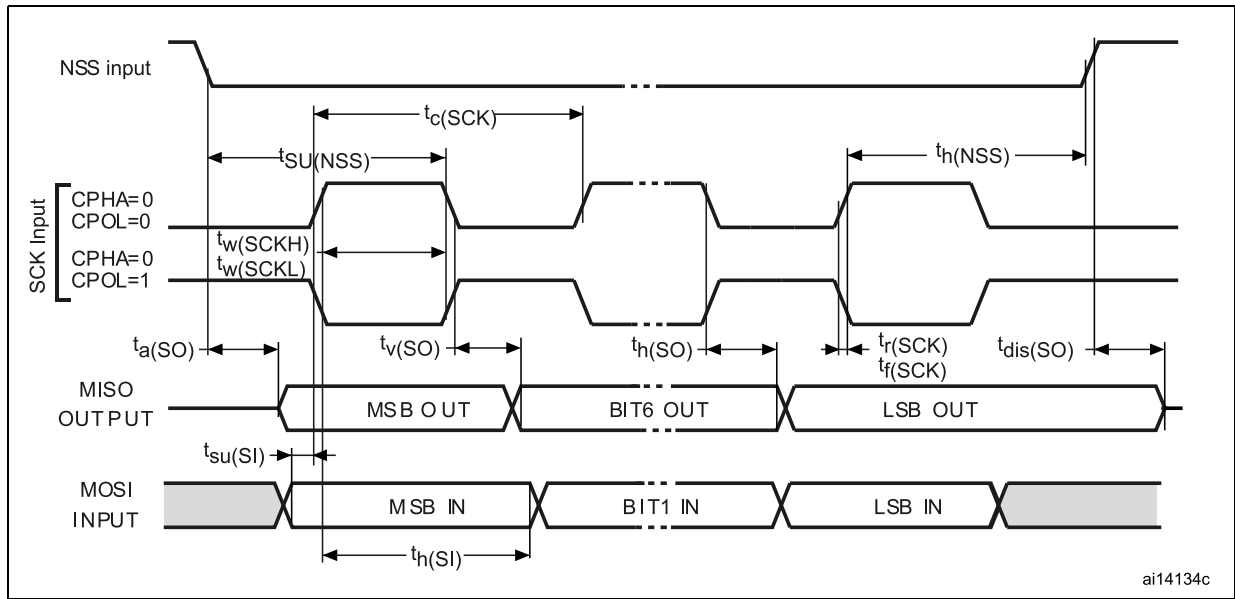 NSS input
tc(SCK)
tSU(NSS)
th(NSS)
SCK Input
CPHA=0
CPOL=0
tw(SCKH)
CPHA=0
tw(SCKL)
CPOL=1
ta(SO)
tv(SO)
th(SO)
tr(SCK)
tf(SCK)
tdis(SO)
MISO
OUTPUT
MSB OUT
BIT6 OUT
LSB OUT
tsu(SI)
MOSI
INPUT
MSB IN
BIT1 IN
LSB IN
th(SI)
ai14134c